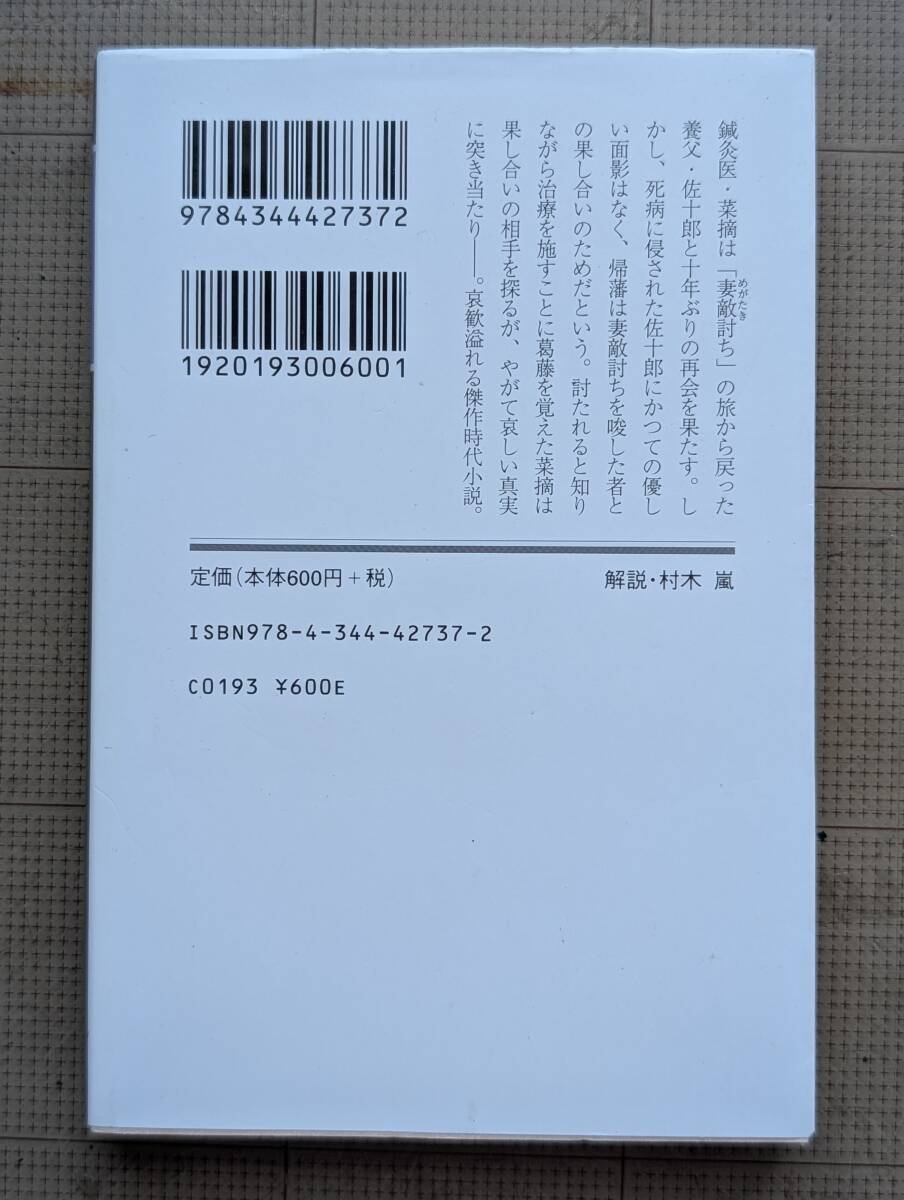 鍼灸医・菜摘は「妻敵討ち」の旅から戻った
めがたき
養父・佐十郎と十年ぶりの再会を果たす。し
かし、死病に侵された佐十郎にかつての優し
い面影はなく、帰藩は妻敵討ちを唆した者と
の果し合いのためだという。討たれると知り
ながら治療を施すことに葛藤を覚えた菜摘は
果し合いの相手を探るが、やがて哀しい真実
に突き当たり――。哀歓溢れる傑作時代小説。
9784344427372
1920193006001
定価(本体600円+税)
解説・村木 嵐
ISBN978-4-344-42737-2
C0193 ¥600E